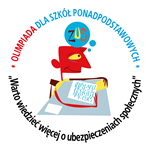 • OLIMPIADA DLA SZKÓŁ PONADPODSTAWOWYCH •
ZUS
"Warto wiedzieć więcej o ubezpieczeniach społecznych"